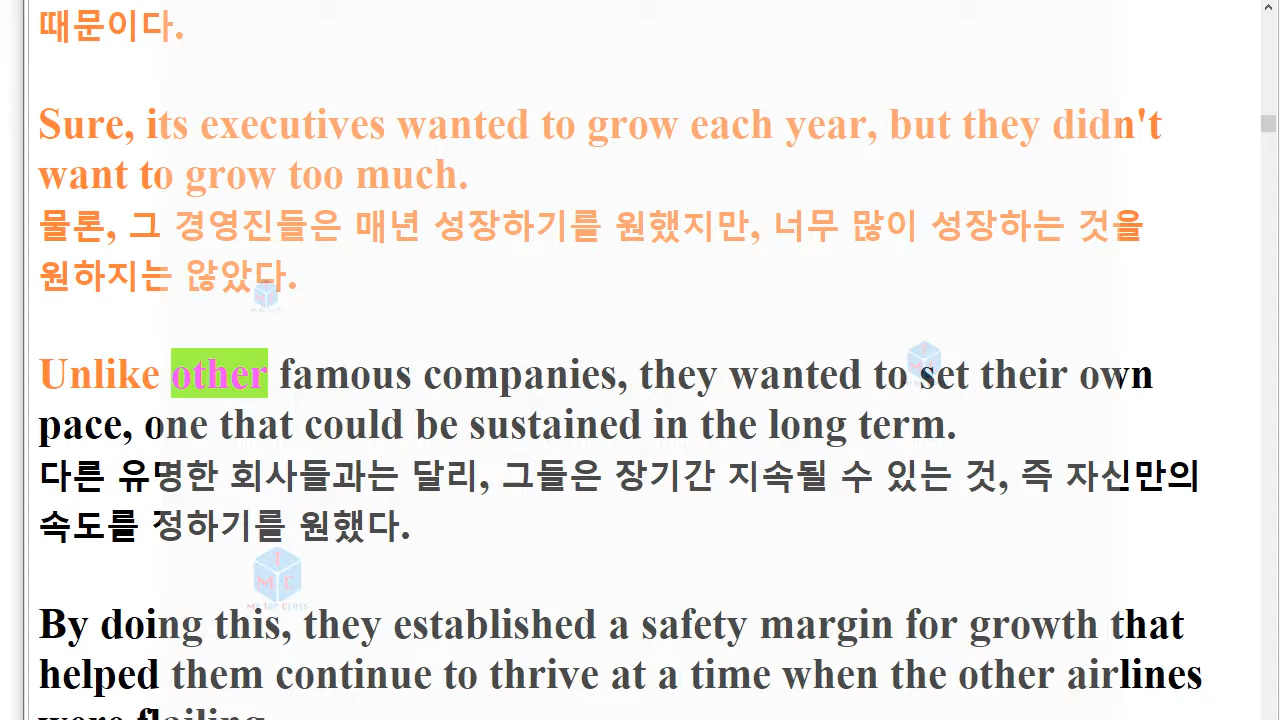 때문이다.
Sure, its executives wanted to grow each year, but they didn't
want to grow too much.
물론, 그 경영진들은 매년 성장하기를 원했지만, 너무 많이 성장하는 것을
원하지는 않았다.
Unlike other famous companies, they wanted to set their own
pace, one that could be sustained in the long term.
다른 유명한 회사들과는 달리, 그들은 장기간 지속될 수 있는 것, 즉 자신만의
속도를 정하기를 원했다.
MY TOP CLASS
By doing this, they established a safety margin for growth that
helped them continue to thrive at a time when the other airlines
were flailing.